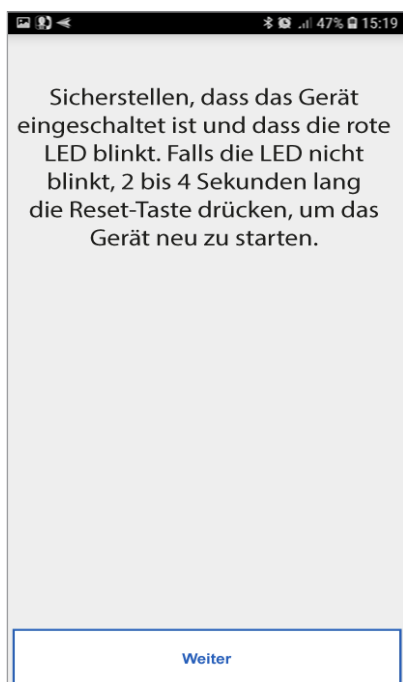 47% 15:19
Sicherstellen, dass das Gerät
eingeschaltet ist und dass die rote
LED blinkt. Falls die LED nicht
blinkt, 2 bis 4 Sekunden lang
die Reset-Taste drücken, um das
Gerät neu zu starten.
Weiter